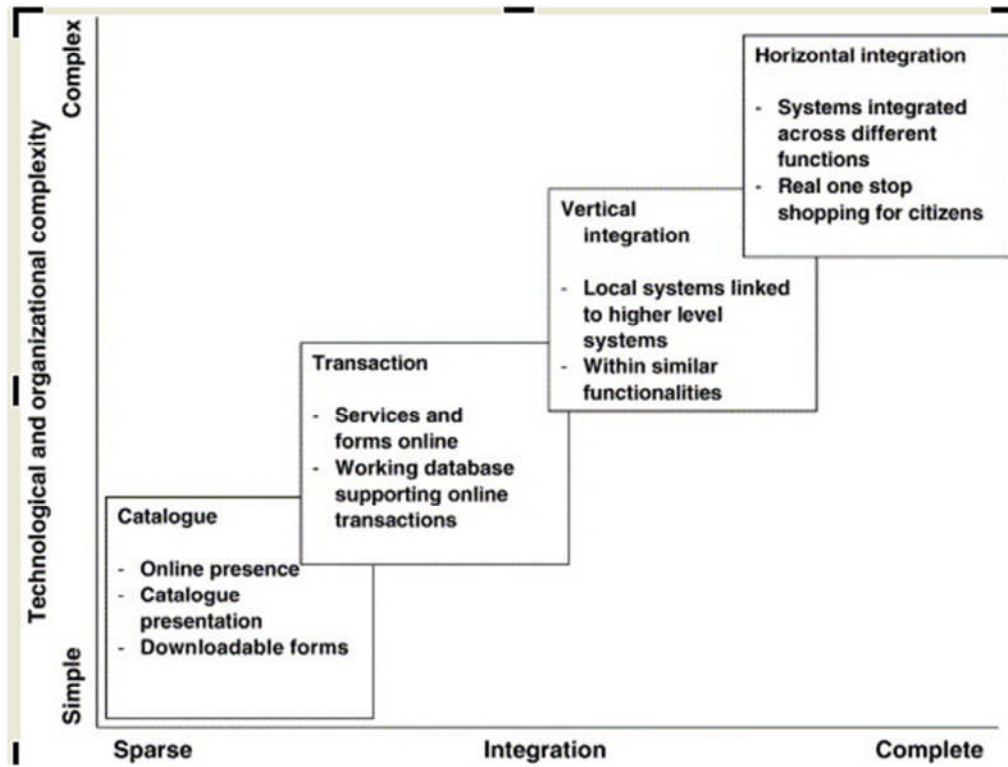 Complex
Technological and organizational complexity
Simple
Horizontal integration
- Systems integrated
across different
functions
- Real one stop
shopping for citizens
Vertical
integration
- Local systems linked
to higher level
systems
- Within similar
functionalities
Transaction
- Services and
forms online
- Working database
supporting online
transactions
Catalogue
- Online presence
- Catalogue
presentation
- Downloadable forms
Sparse
Integration
Complete